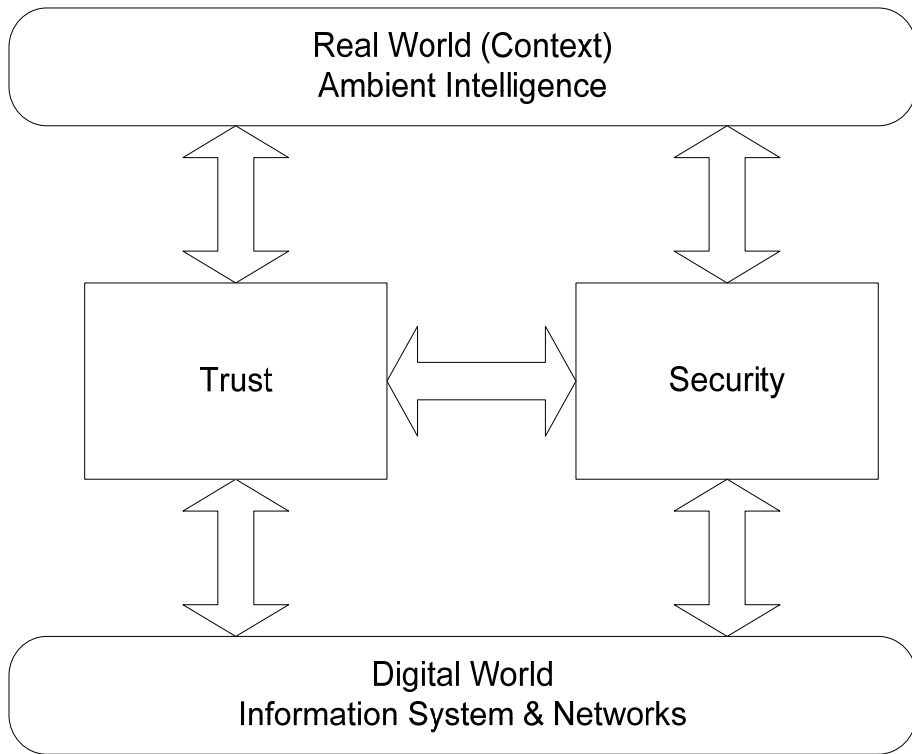 Real World (Context)
Ambient Intelligence
Trust
Security
Digital World
Information System & Networks